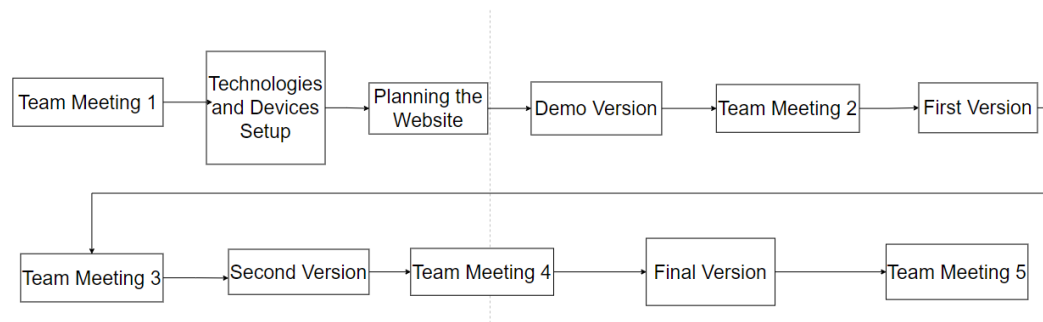 Team Meeting 1
Technologies
and Devices
Setup
Planning the
Website
Demo Version
Team Meeting 2
First Version
Team Meeting 3
Second Version
Team Meeting 4
Final Version
Team Meeting 5